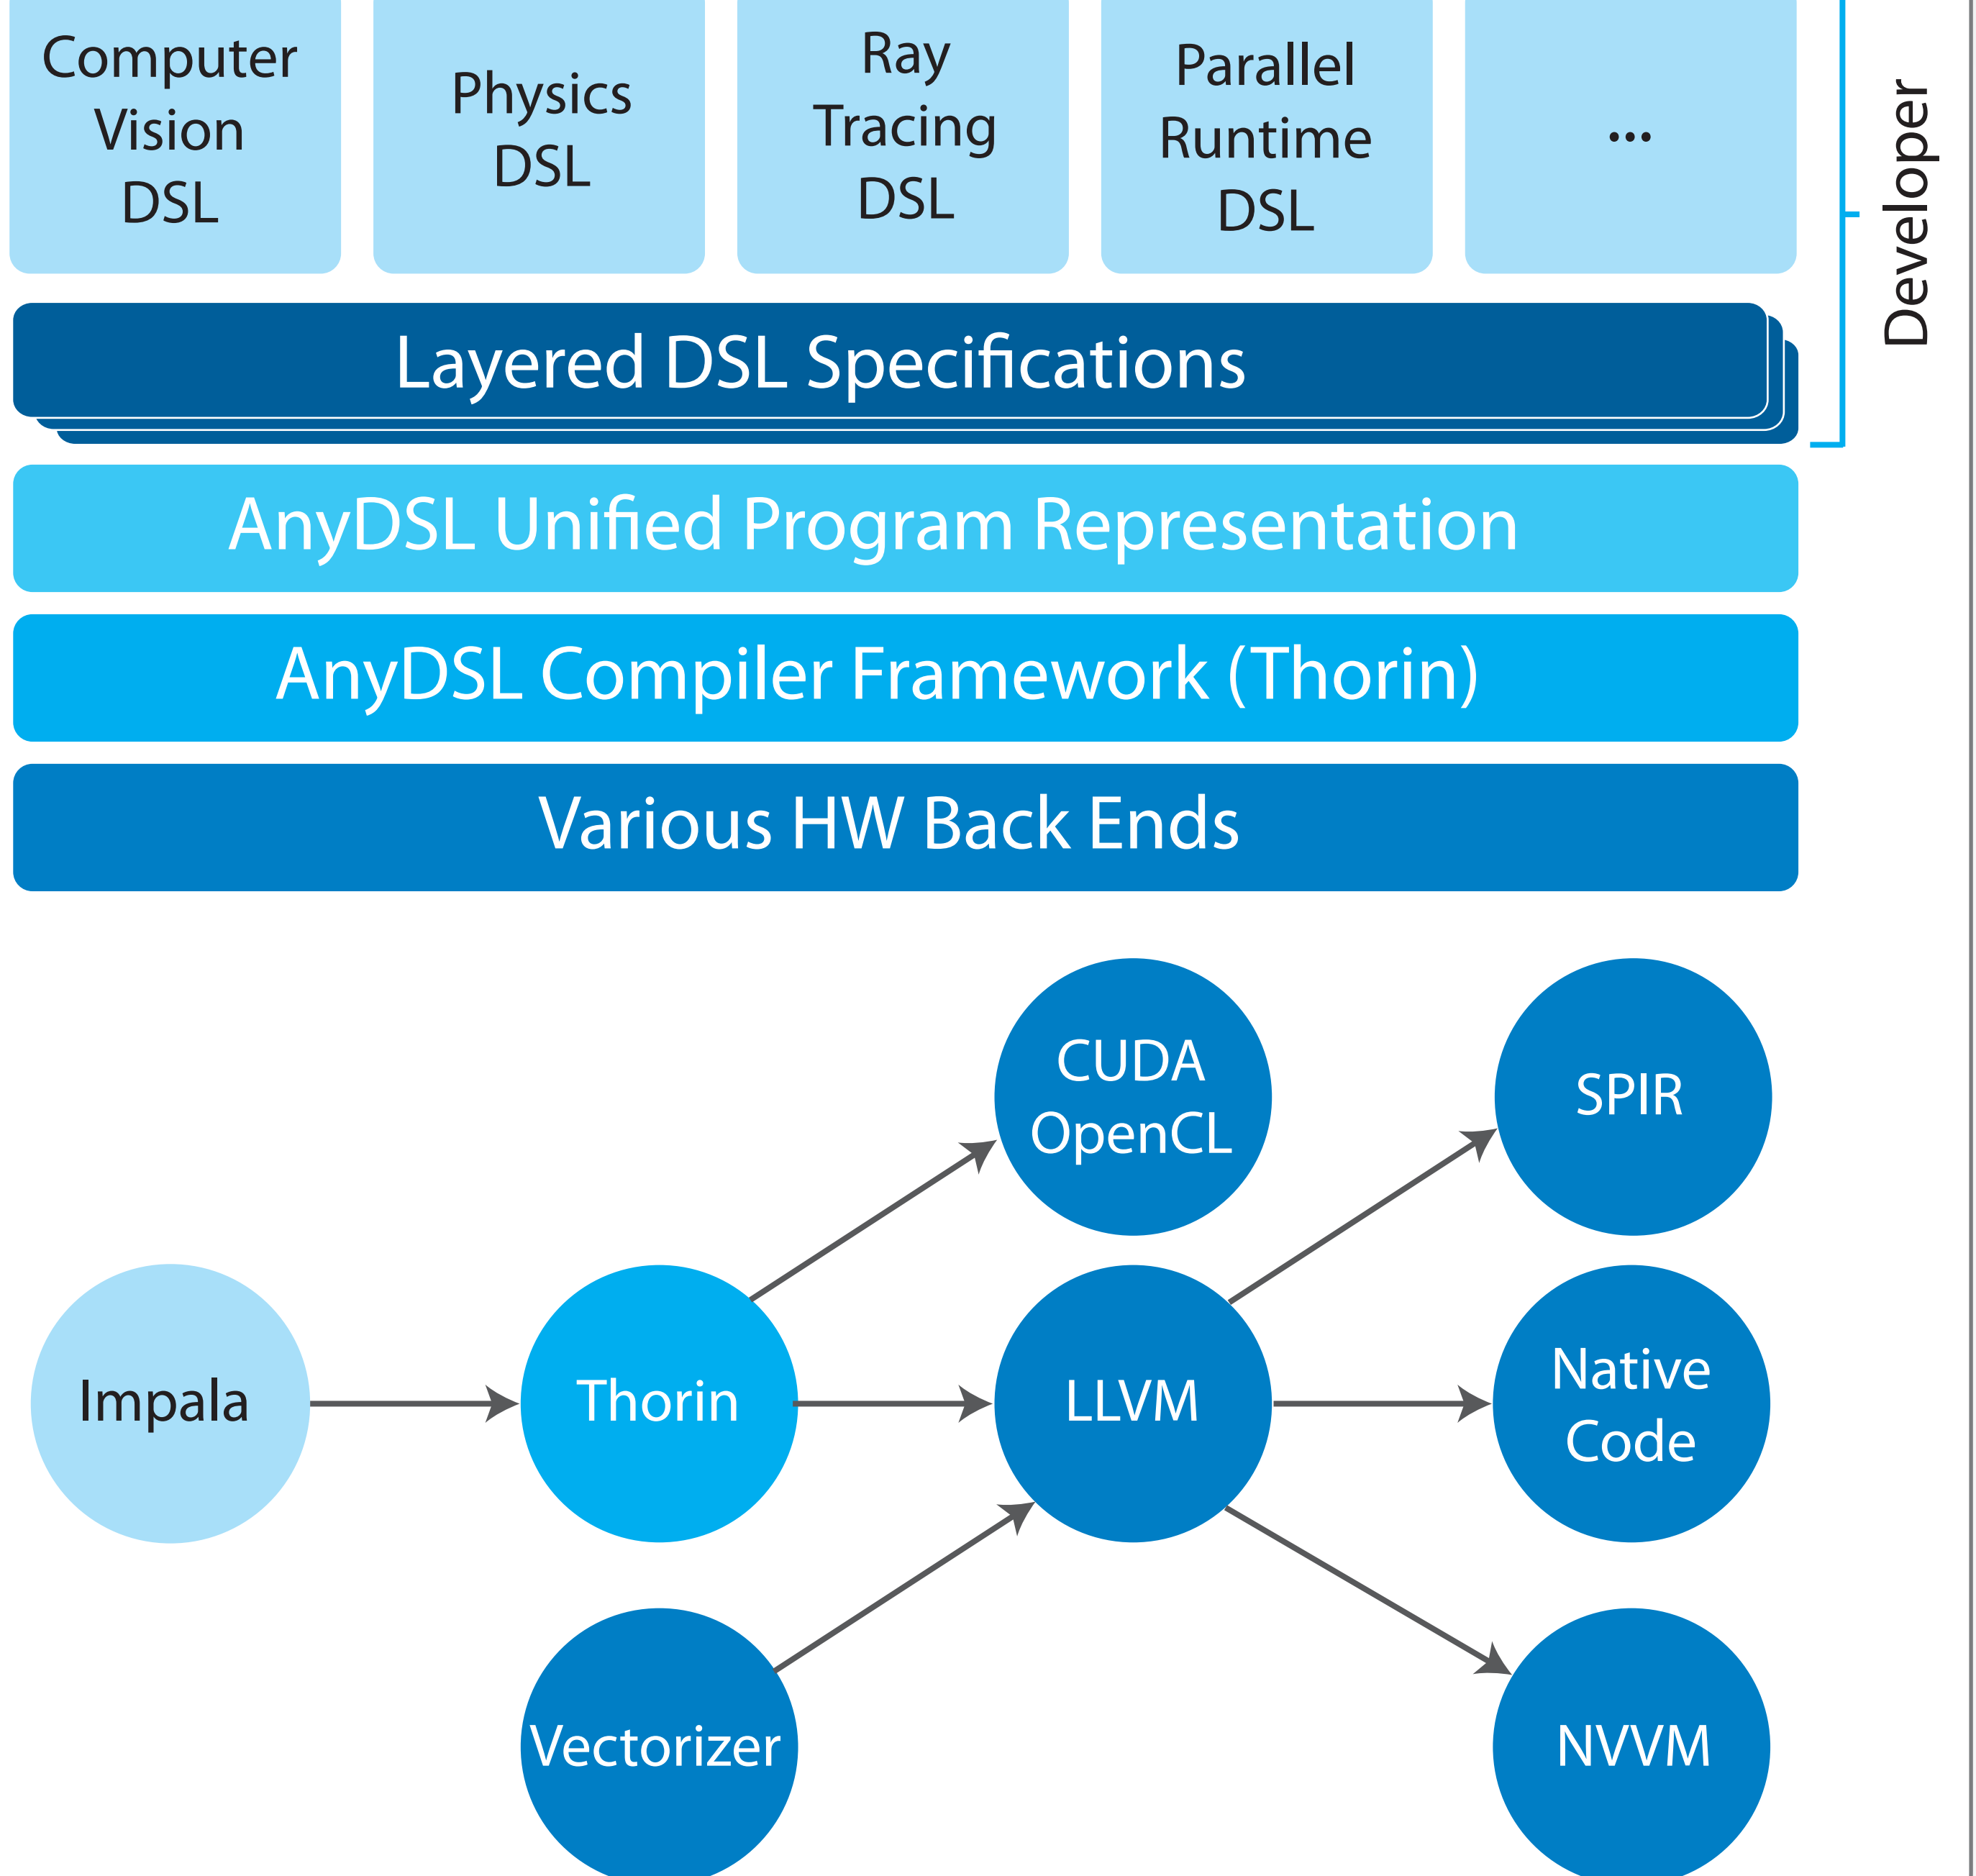 Computer
Vision
DSL
Physics
DSL
Ray
Tracing
DSL
Parallel
Runtime
DSL
...
Developer
Layered DSL Specifications
AnyDSL Unified Program Representation
AnyDSL Compiler Framework (Thorin)
Various HW Back Ends
CUDA
OpenCL
SPIR
Impala
Thorin
LLVM
Native
Code
Vectorizer
NVVM